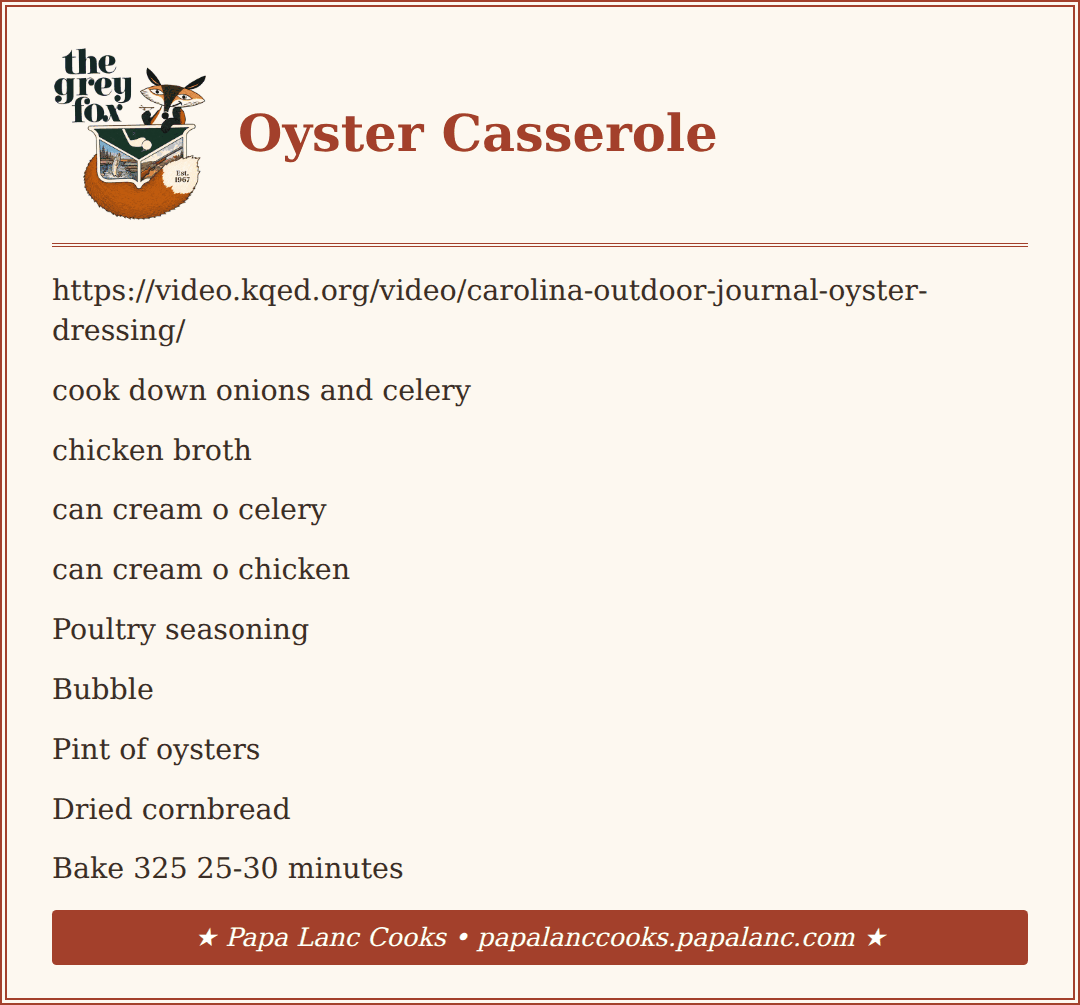 the
grey
fox
Est.
1967
Oyster Casserole
https://video.kqed.org/video/carolina-outdoor-journal-oyster-
dressing/
cook down onions and celery
chicken broth
can cream o celery
can cream o chicken
Poultry seasoning
Bubble
Pint of oysters
Dried cornbread
Bake 325 25-30 minutes
★ Papa Lanc Cooks • papalanccooks.papalanc.com ★